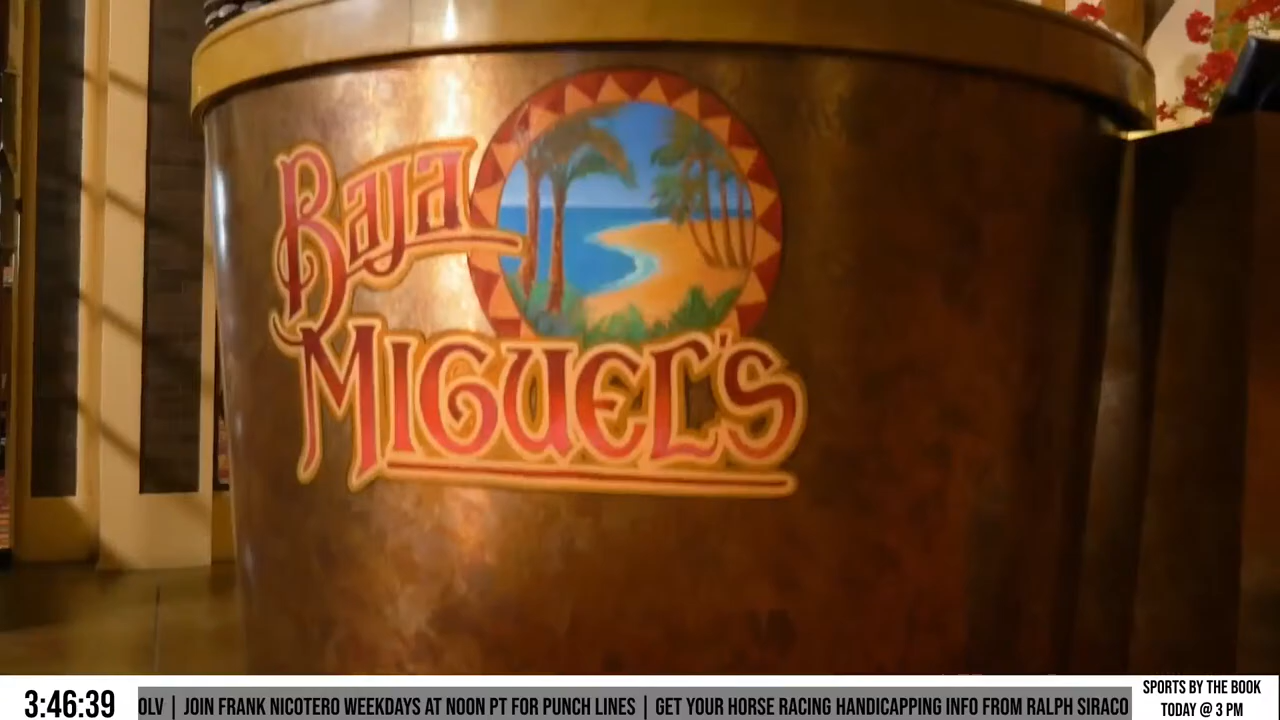 Baja
Miguel's
3:46:39
OLV | JOIN FRANK NICOTERO WEEKDAYS AT NOON PT FOR PUNCH LINES | GET YOUR HORSE RACING HANDICAPPING INFO FROM RALPH SIRACO
SPORTS BY THE BOOK
TODAY @ 3 PM